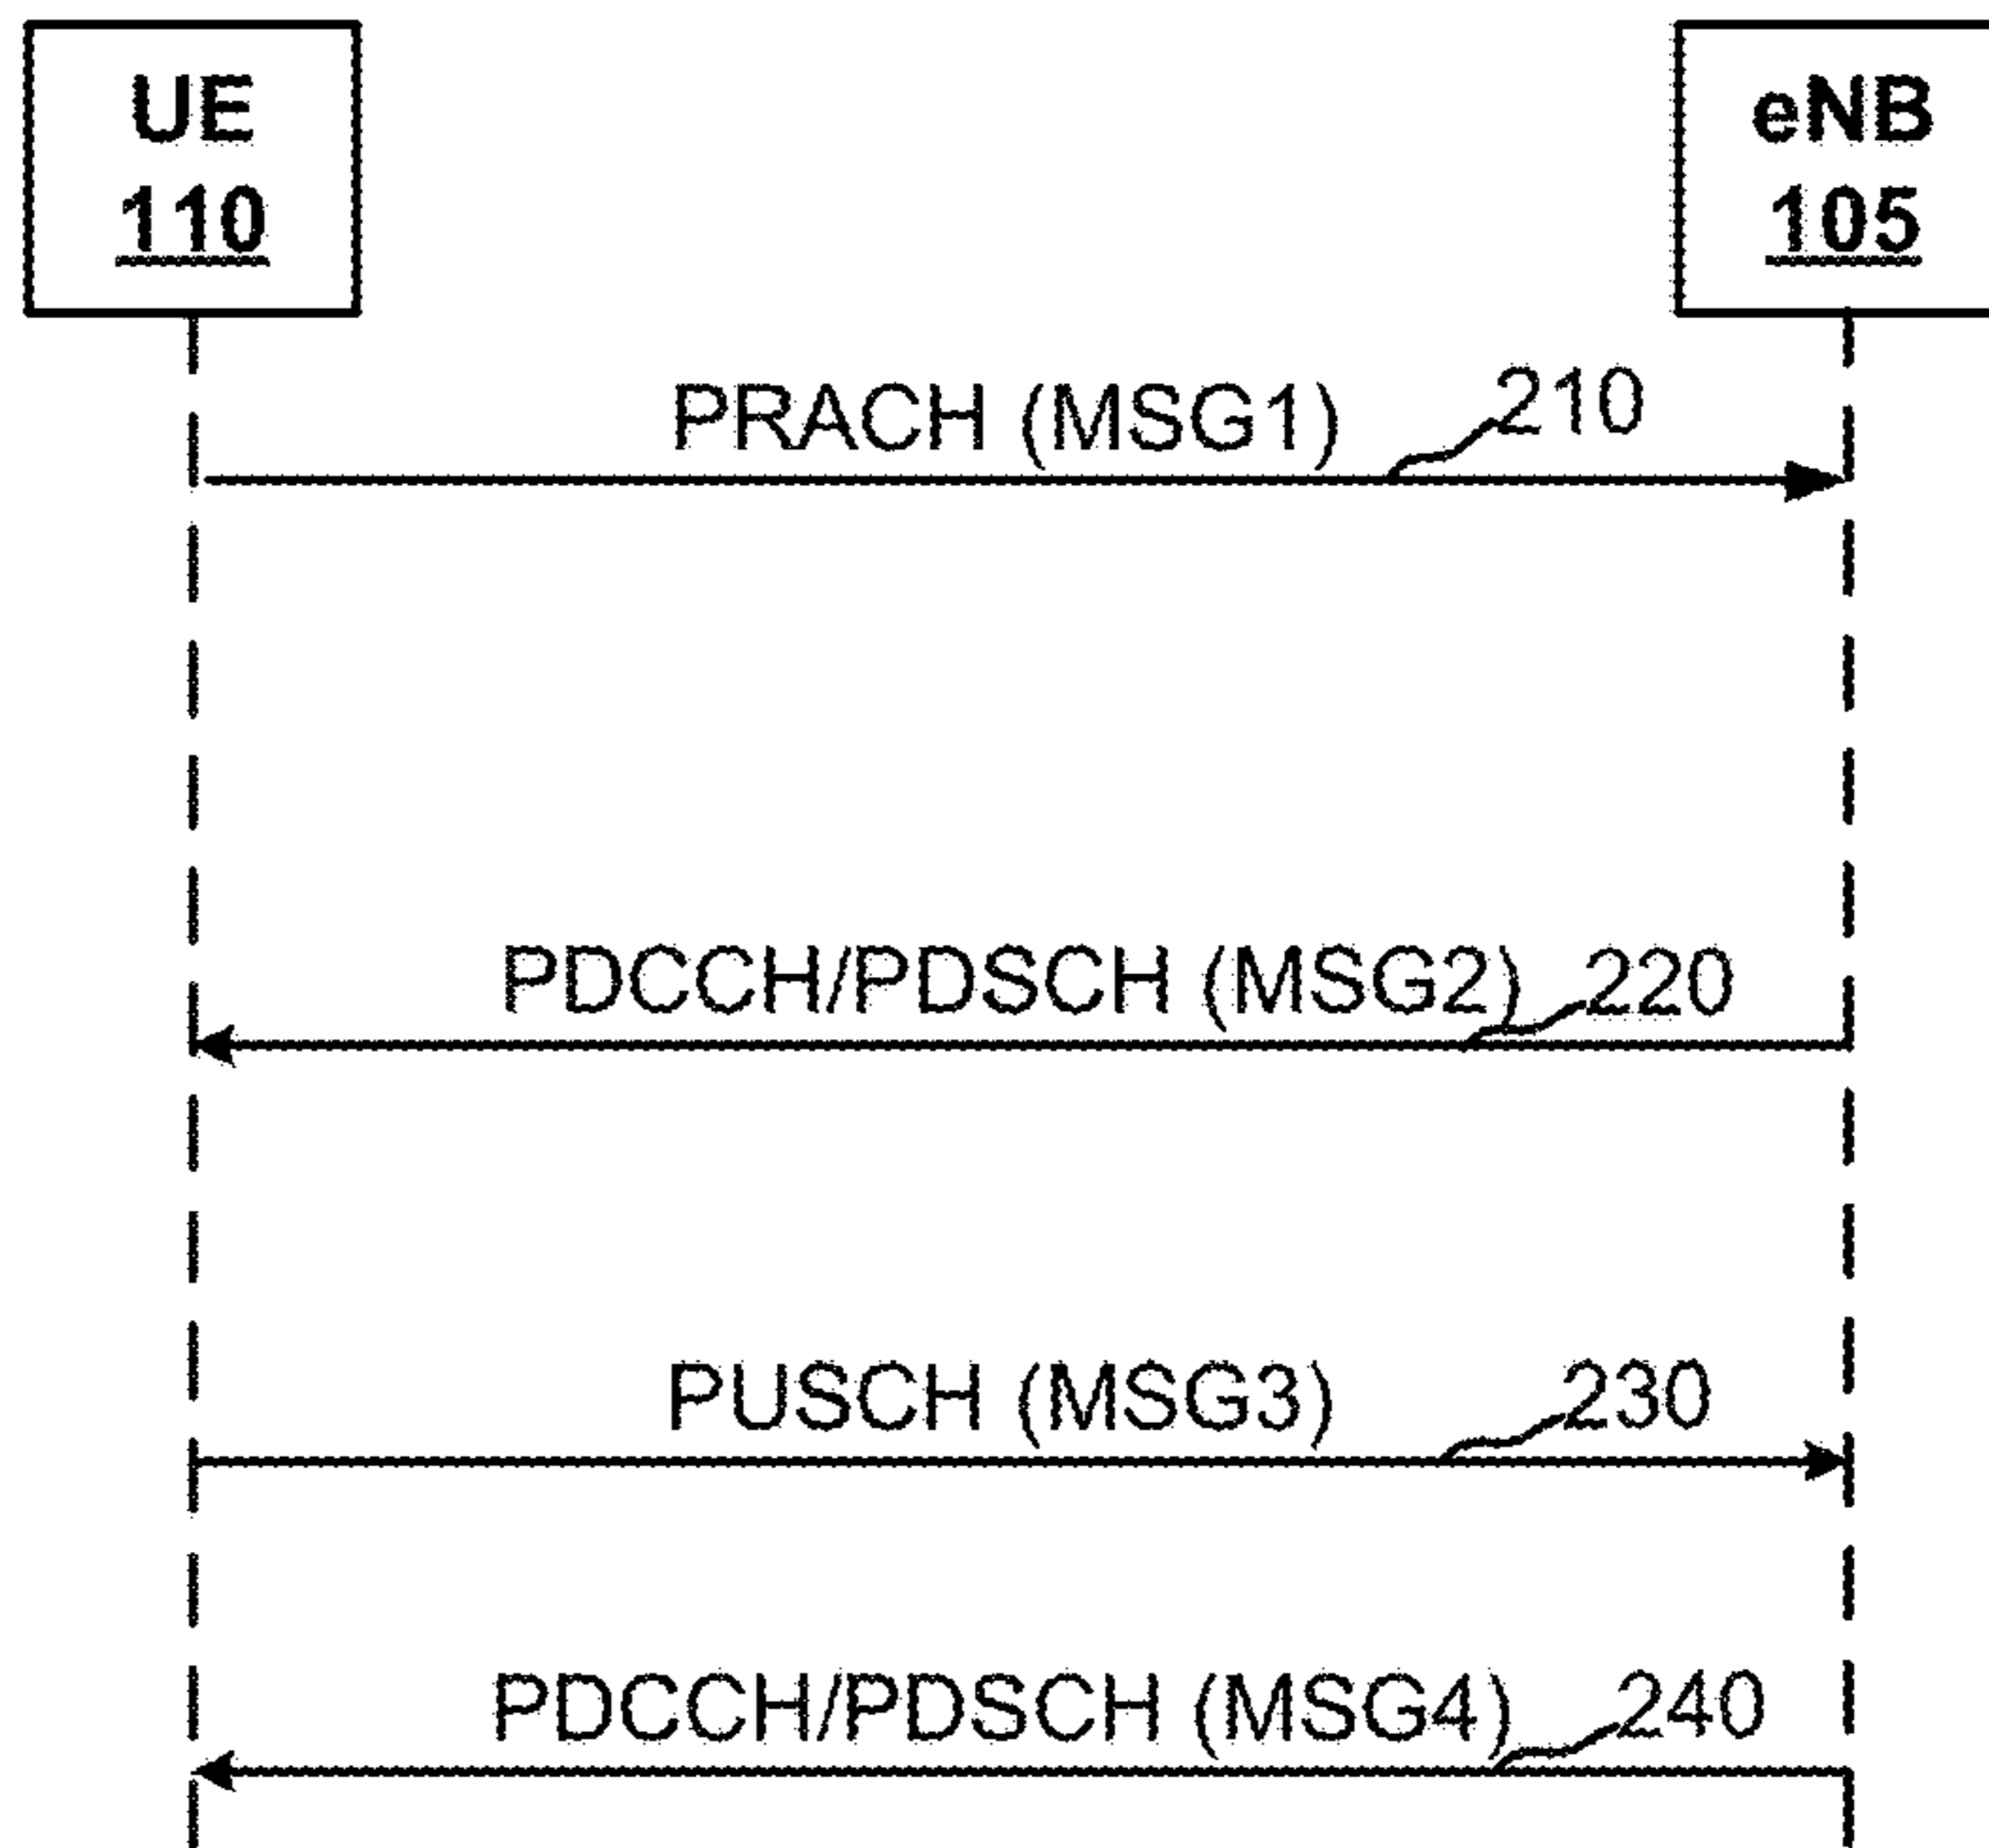 UE
110
eNB
105
PRACH (MSG1) 210
PDCCH/PDSCH (MSG2) 220
PUSCH (MSG3) 230
PDCCH/PDSCH (MSG4) 240